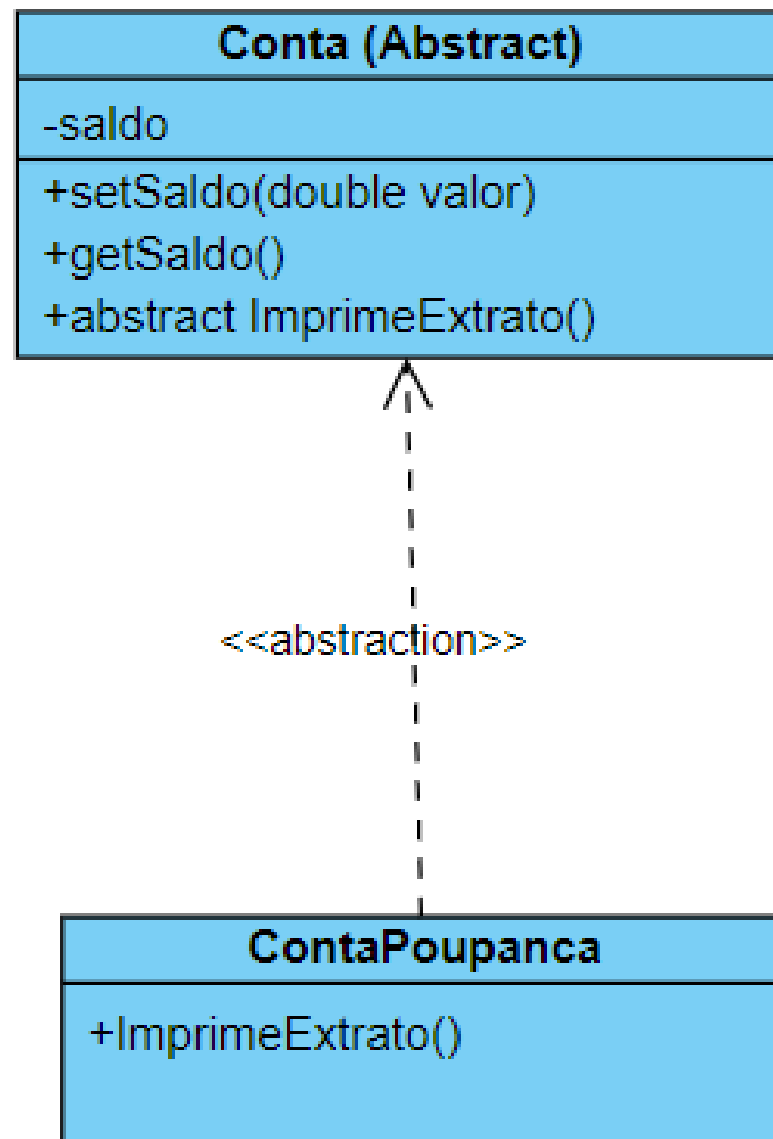 Conta (Abstract)
-saldo
+setSaldo(double valor)
+getSaldo()
+abstract ImprimeExtrato()
<<abstraction>>
ContaPoupanca
+ImprimeExtrato()